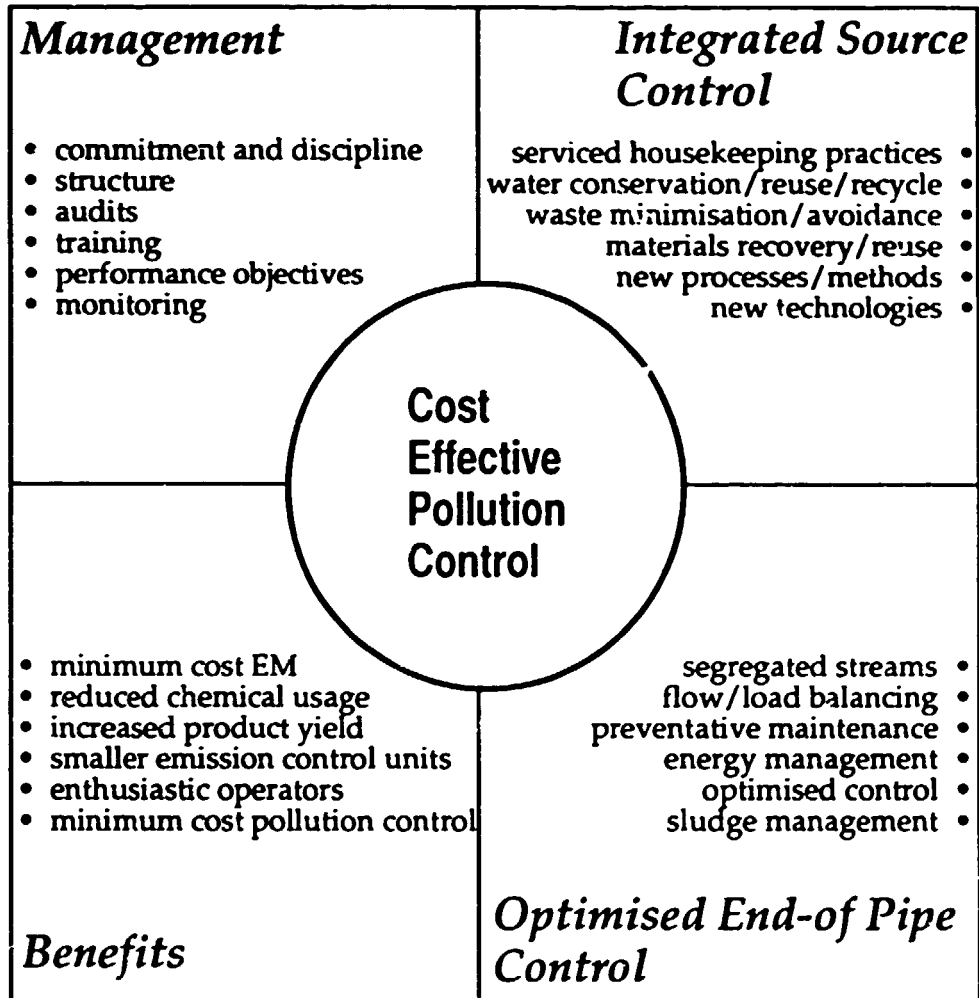 Management
• commitment and discipline
• structure
• audits
• training
• performance objectives
• monitoring
Integrated Source
Control
serviced housekeeping practices •
water conservation/reuse/recycle •
waste minimisation/avoidance •
materials recovery/reuse •
new processes/methods •
new technologies •
Cost
Effective
Pollution
Control
• minimum cost EM
• reduced chemical usage
• increased product yield
• smaller emission control units
• enthusiastic operators
• minimum cost pollution control
Benefits
segregated streams •
flow/load balancing •
preventative maintenance •
energy management •
optimised control •
sludge management •
Optimised End-of Pipe
Control